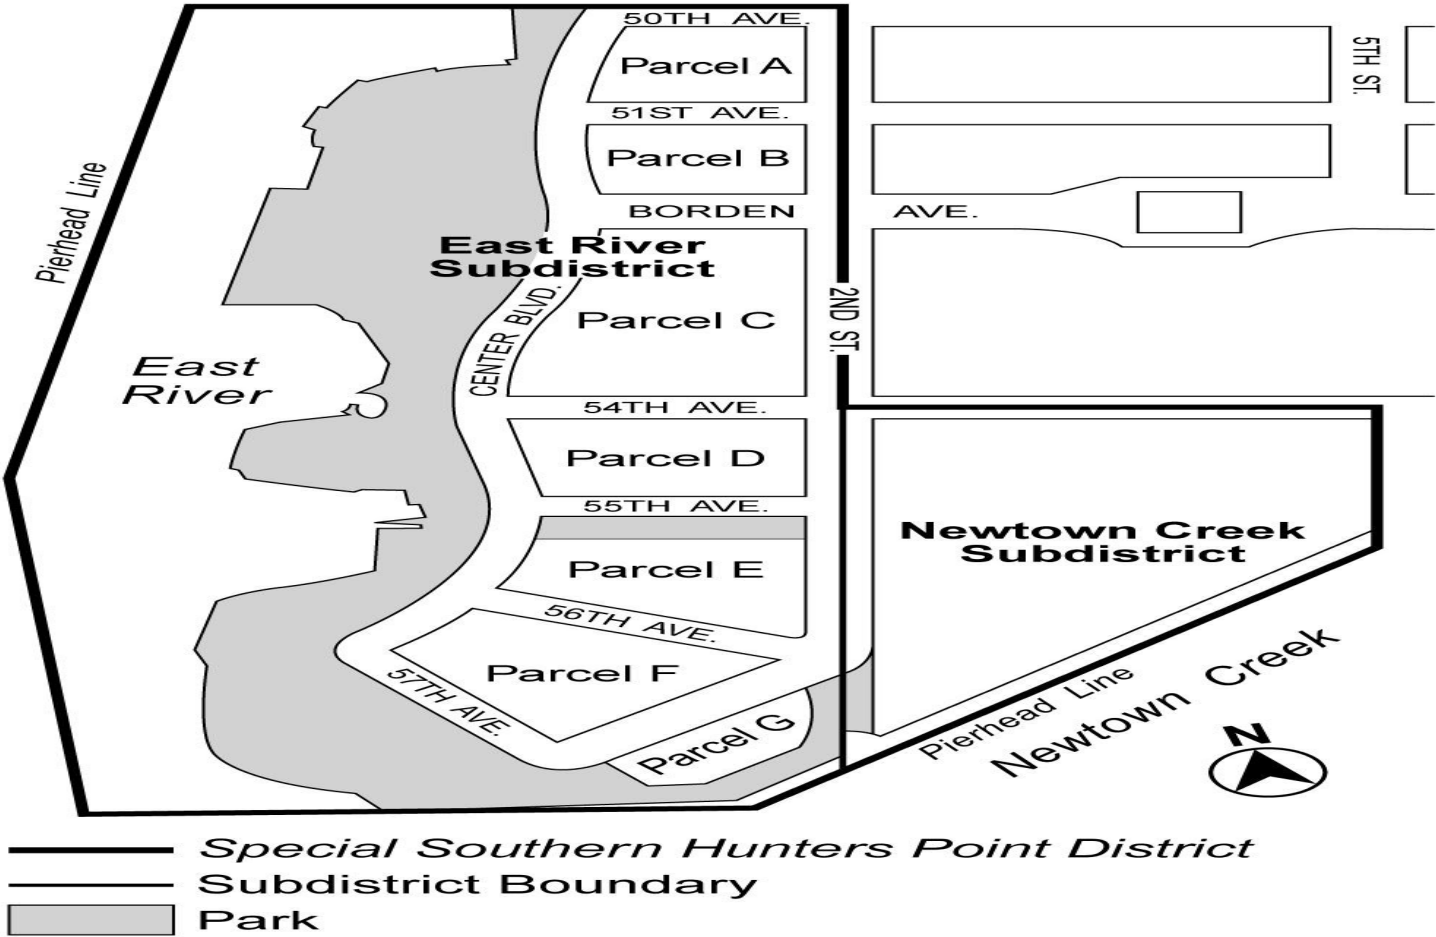 50TH AVE.
Parcel A
5TH ST.
51ST AVE.
Parcel B
Pierhead Line
BORDEN AVE.
East River
Subdistrict
CENTER BLVD.
Parcel C
2ND ST.
East
River
54TH AVE.
Parcel D
55TH AVE.
Newtown Creek
Subdistrict
Parcel E
56TH AVE.
Parcel F
57TH AVE.
Parcel G
Pierhead Line
Newtown Creek
N
Special Southern Hunters Point District
Subdistrict Boundary
Park